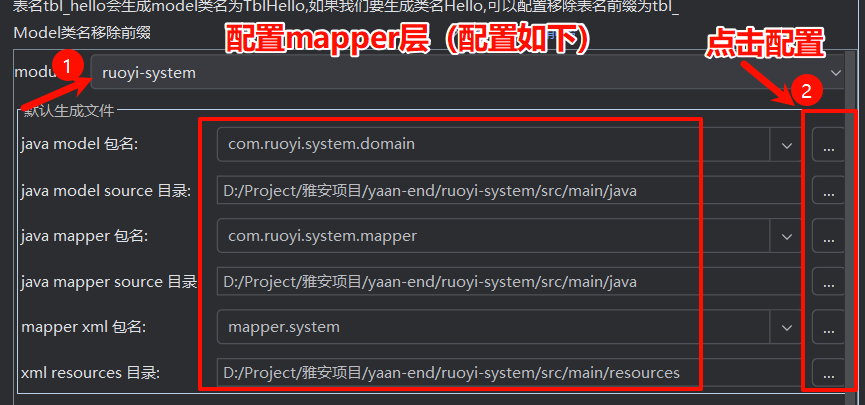 表名tbl_hello会生成model类名为TblHello,如果我们要生成类名Hello,可以配置移除表名前缀为tbl_
Model类名移除前缀
配置mapper层（配置如下）
点击配置
1
ruoyi-system
2
默认生成文件
java model 包名:
com.ruoyi.system.domain
...
java model source 目录:
D:/Project/雅安项目/yaan-end/ruoyi-system/src/main/java
...
java mapper 包名:
com.ruoyi.system.mapper
...
java mapper source 目录
D:/Project/雅安项目/yaan-end/ruoyi-system/src/main/java
...
mapper xml 包名:
mapper.system
...
xml resources 目录:
D:/Project/雅安项目/yaan-end/ruoyi-system/src/main/resources
...